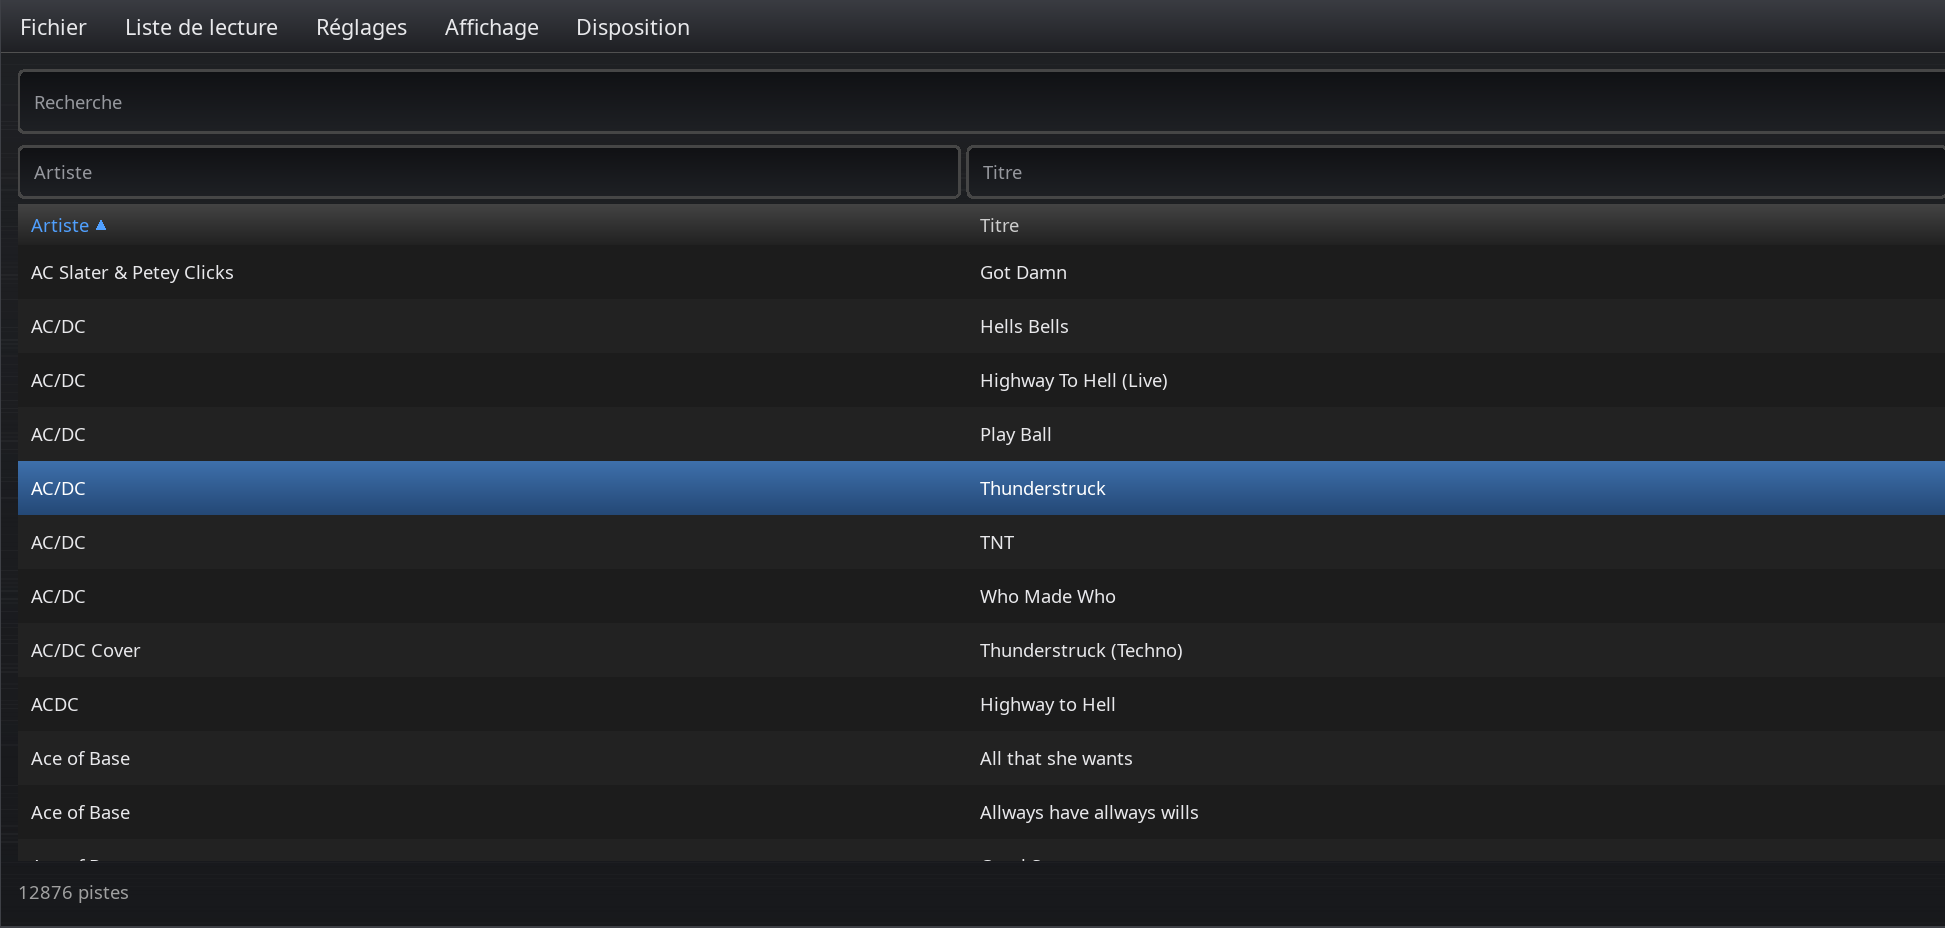 Fichier Liste de lecture Réglages Affichage Disposition
Recherche
Artiste Titre
Artiste ▲ Titre
AC Slater & Petey Clicks Got Damn
AC/DC Hells Bells
AC/DC Highway To Hell (Live)
AC/DC Play Ball
AC/DC Thunderstruck
AC/DC TNT
AC/DC Who Made Who
AC/DC Cover Thunderstruck (Techno)
ACDC Highway to Hell
Ace of Base All that she wants
Ace of Base Allways have allways wills
12876 pistes